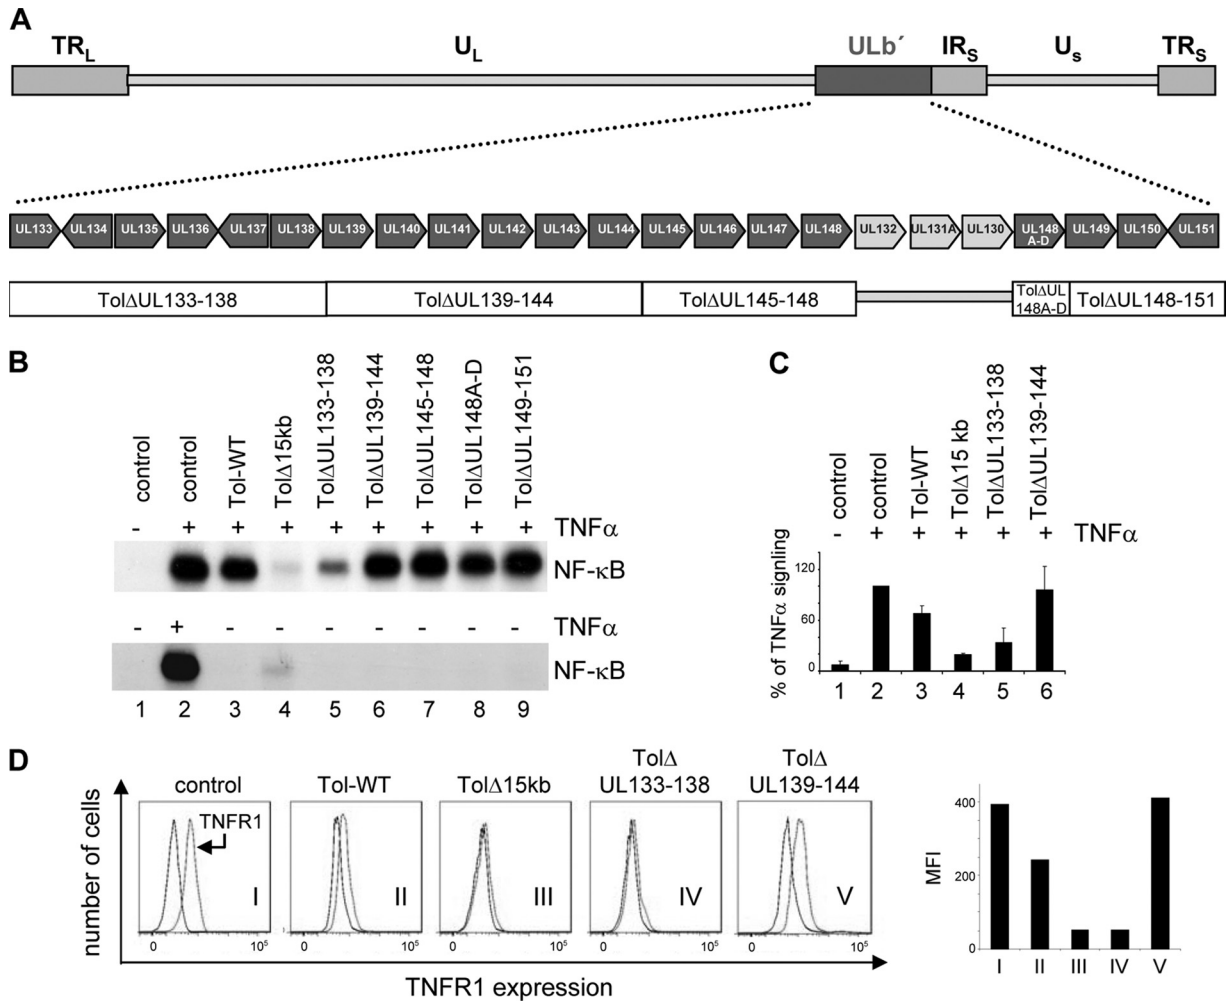 A
TRL UL ULb´ IRS Us TRS
UL133 UL134 UL135 UL136 UL137 UL138 UL139 UL140 UL141 UL142 UL143 UL144 UL145 UL146 UL147 UL148 UL132 UL131A UL130 UL148 A-D UL149 UL150 UL151
TolΔUL133-138 TolΔUL139-144 TolΔUL145-148 TolΔUL 148A-D TolΔUL148-151
B
control control Tol-WT TolΔ15kb TolΔUL133-138 TolΔUL139-144 TolΔUL145-148 TolΔUL148A-D TolΔUL149-151
- + + + + + + + + TNFα
NF-κB
- + - - - - - - - TNFα
NF-κB
1 2 3 4 5 6 7 8 9
C
control control Tol-WT TolΔ15 kb TolΔUL133-138 TolΔUL139-144
- + + + + + TNFα
% of TNFα signling
120
60
0
1 2 3 4 5 6
D
number of cells
control Tol-WT TolΔ15kb TolΔ UL133-138 TolΔ UL139-144
TNFR1
I II III IV V
0 10⁵ 0 10⁵ 0 10⁵ 0 10⁵ 0 10⁵
TNFR1 expression
MFI
400
200
0
I II III IV V